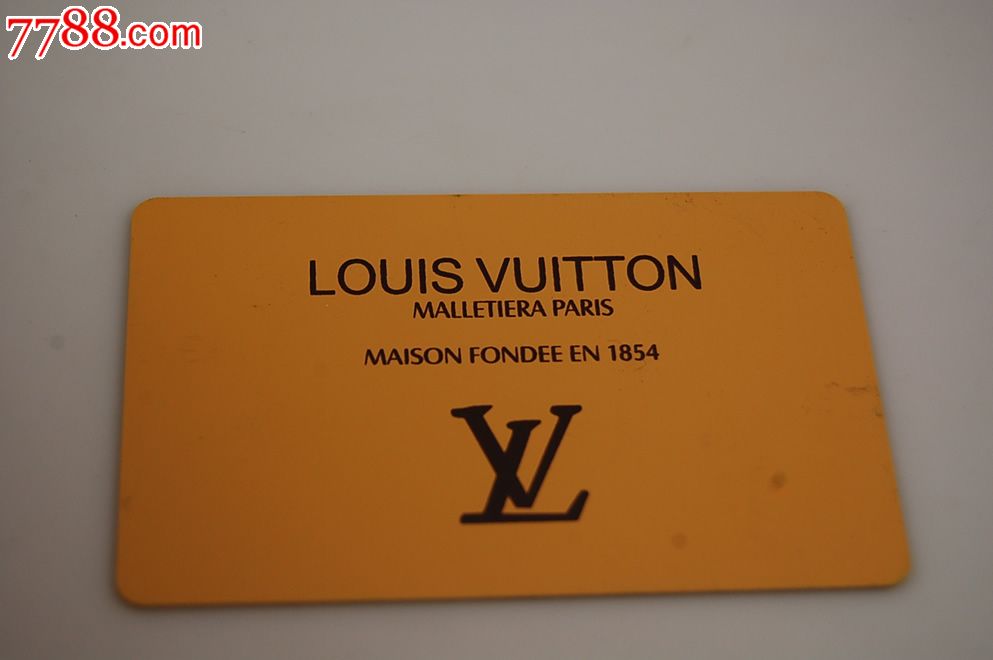 7788.com
LOUIS VUITTON
MALLETIERA PARIS
MAISON FONDEE EN 1854
LV